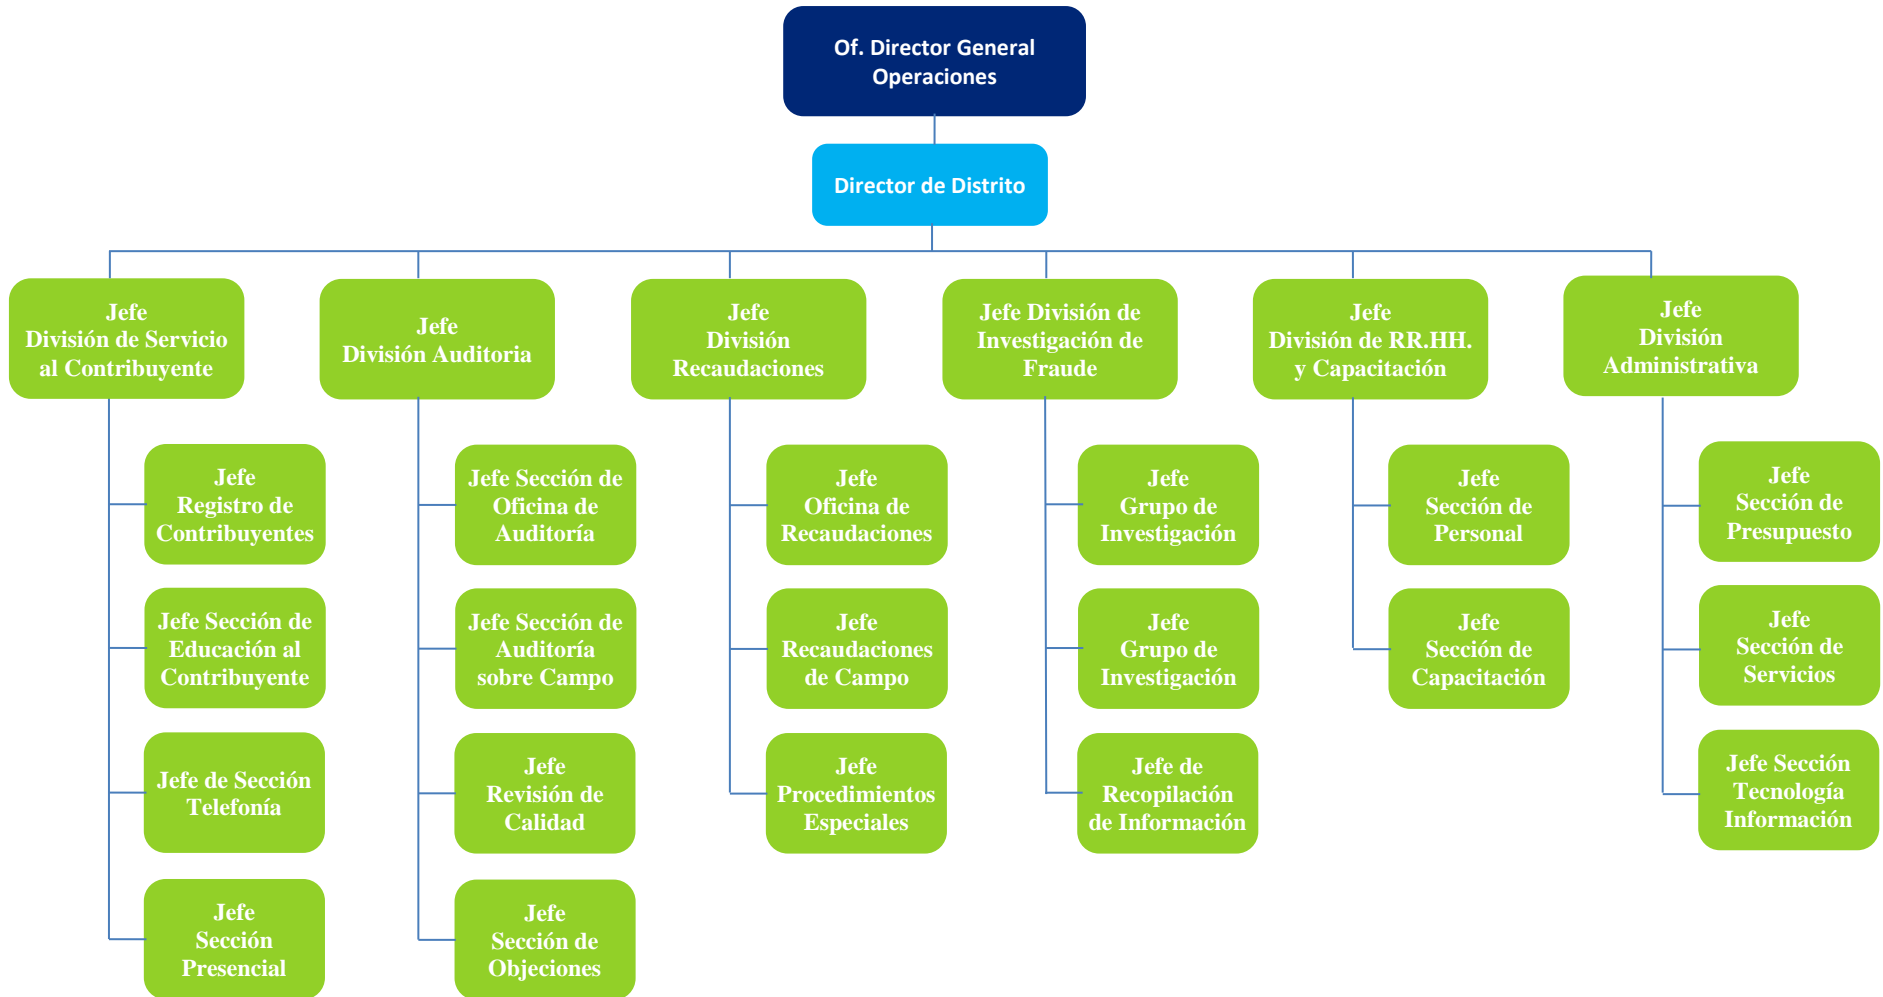 Of. Director General
Operaciones
Director de Distrito
Jefe
División de Servicio
al Contribuyente
Jefe
División Auditoria
Jefe
División
Recaudaciones
Jefe División de
Investigación de
Fraude
Jefe
División de RR.HH.
y Capacitación
Jefe
División
Administrativa
Jefe
Registro de
Contribuyentes
Jefe Sección de
Oficina de
Auditoría
Jefe
Oficina de
Recaudaciones
Jefe
Grupo de
Investigación
Jefe
Sección de
Personal
Jefe
Sección de
Presupuesto
Jefe Sección de
Educación al
Contribuyente
Jefe Sección de
Auditoría
sobre Campo
Jefe
Recaudaciones
de Campo
Jefe
Grupo de
Investigación
Jefe
Sección de
Capacitación
Jefe
Sección de
Servicios
Jefe de Sección
Telefonía
Jefe
Revisión de
Calidad
Jefe
Procedimientos
Especiales
Jefe de
Recopilación
de Información
Jefe Sección
Tecnología
Información
Jefe
Sección
Presencial
Jefe
Sección de
Objeciones